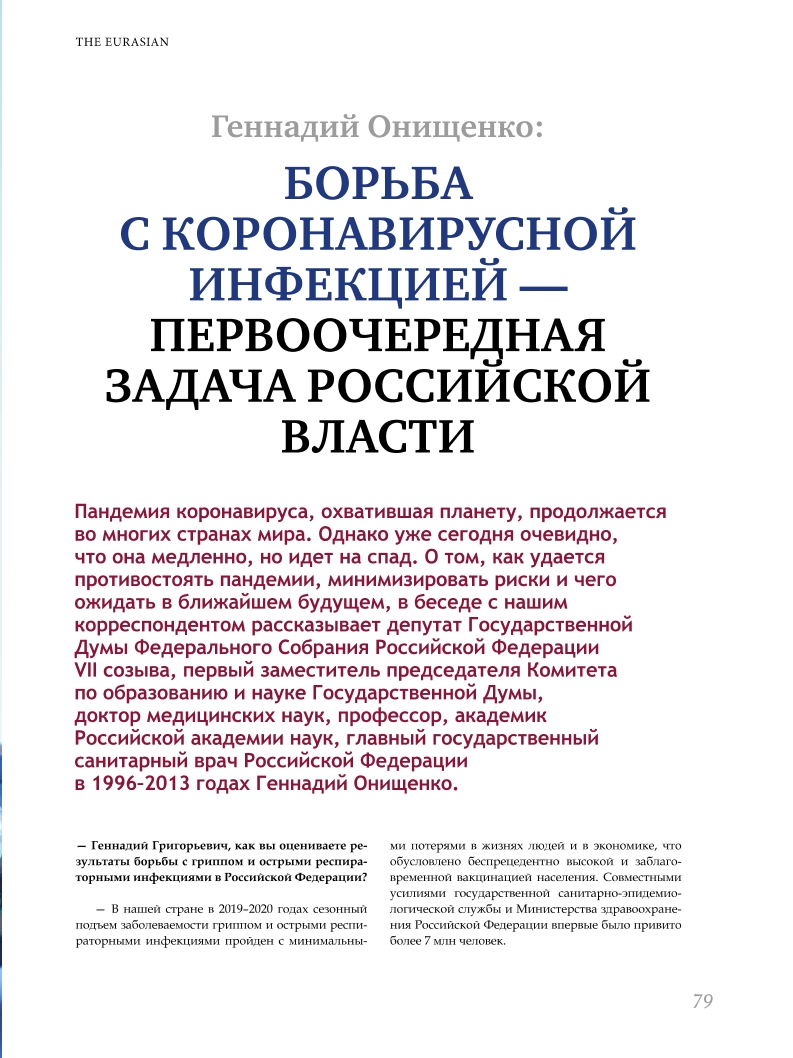 THE EURASIAN
Геннадий Онищенко:
БОРЬБА
С КОРОНАВИРУСНОЙ
ИНФЕКЦИЕЙ —
ПЕРВООЧЕРЕДНАЯ
ЗАДАЧА РОССИЙСКОЙ
ВЛАСТИ
Пандемия коронавируса, охватившая планету, продолжается
во многих странах мира. Однако уже сегодня очевидно,
что она медленно, но идет на спад. О том, как удается
противостоять пандемии, минимизировать риски и чего
ожидать в ближайшем будущем, в беседе с нашим
корреспондентом рассказывает депутат Государственной
Думы Федерального Собрания Российской Федерации
VII созыва, первый заместитель председателя Комитета
по образованию и науке Государственной Думы,
доктор медицинских наук, профессор, академик
Российской академии наук, главный государственный
санитарный врач Российской Федерации
в 1996–2013 годах Геннадий Онищенко.
— Геннадий Григорьевич, как вы оцениваете ре-
зультаты борьбы с гриппом и острыми респира-
торными инфекциями в Российской Федерации?
— В нашей стране в 2019–2020 годах сезонный
подъем заболеваемости гриппом и острыми респи-
раторными инфекциями пройден с минимальны-
ми потерями в жизнях людей и в экономике, что
обусловлено беспрецедентно высокой и заблаго-
временной вакцинацией населения. Совместными
усилиями государственной санитарно-эпидемио-
логической службы и Министерства здравоохране-
ния Российской Федерации впервые было привито
более 7 млн человек.
79